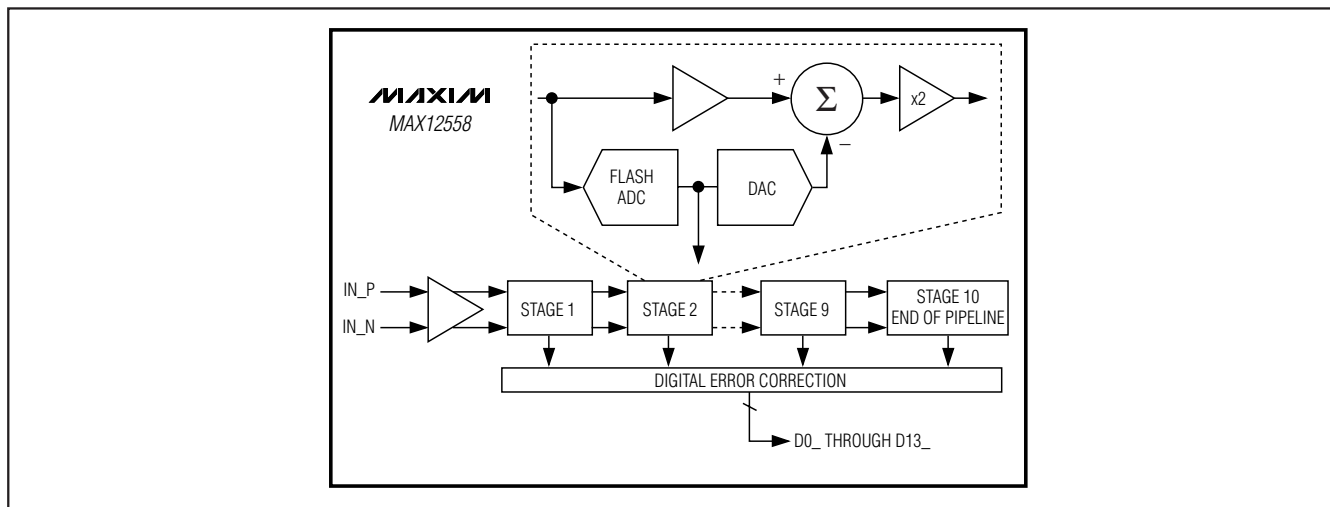 MAXIM
MAX12558
+
Σ
x2
−
FLASH
ADC
DAC
IN_P
IN_N
STAGE 1
STAGE 2
STAGE 9
STAGE 10
END OF PIPELINE
DIGITAL ERROR CORRECTION
D0_ THROUGH D13_